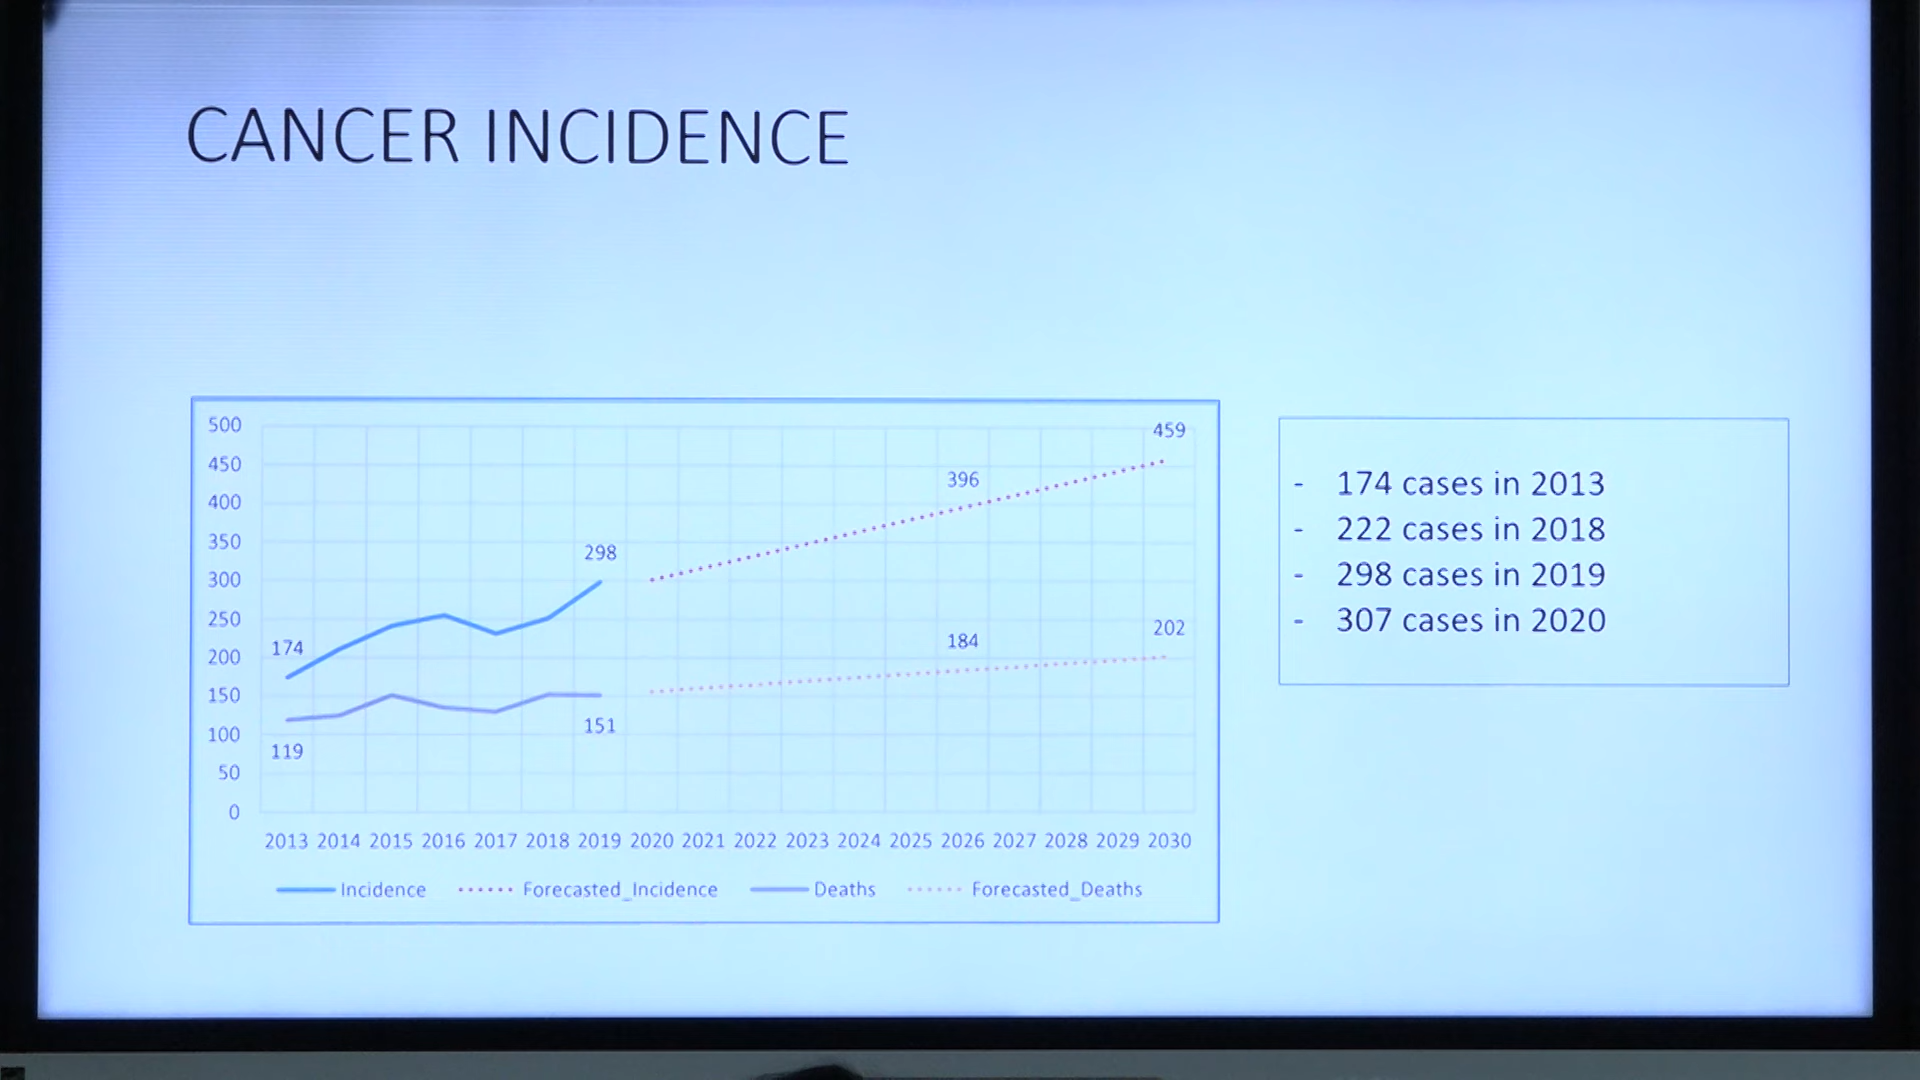 CANCER INCIDENCE
500
450
400
350
300
250
200
150
100
50
0
174
298
396
459
119
151
184
202
2013 2014 2015 2016 2017 2018 2019 2020 2021 2022 2023 2024 2025 2026 2027 2028 2029 2030
Incidence Forecasted_Incidence Deaths Forecasted_Deaths
- 174 cases in 2013
- 222 cases in 2018
- 298 cases in 2019
- 307 cases in 2020